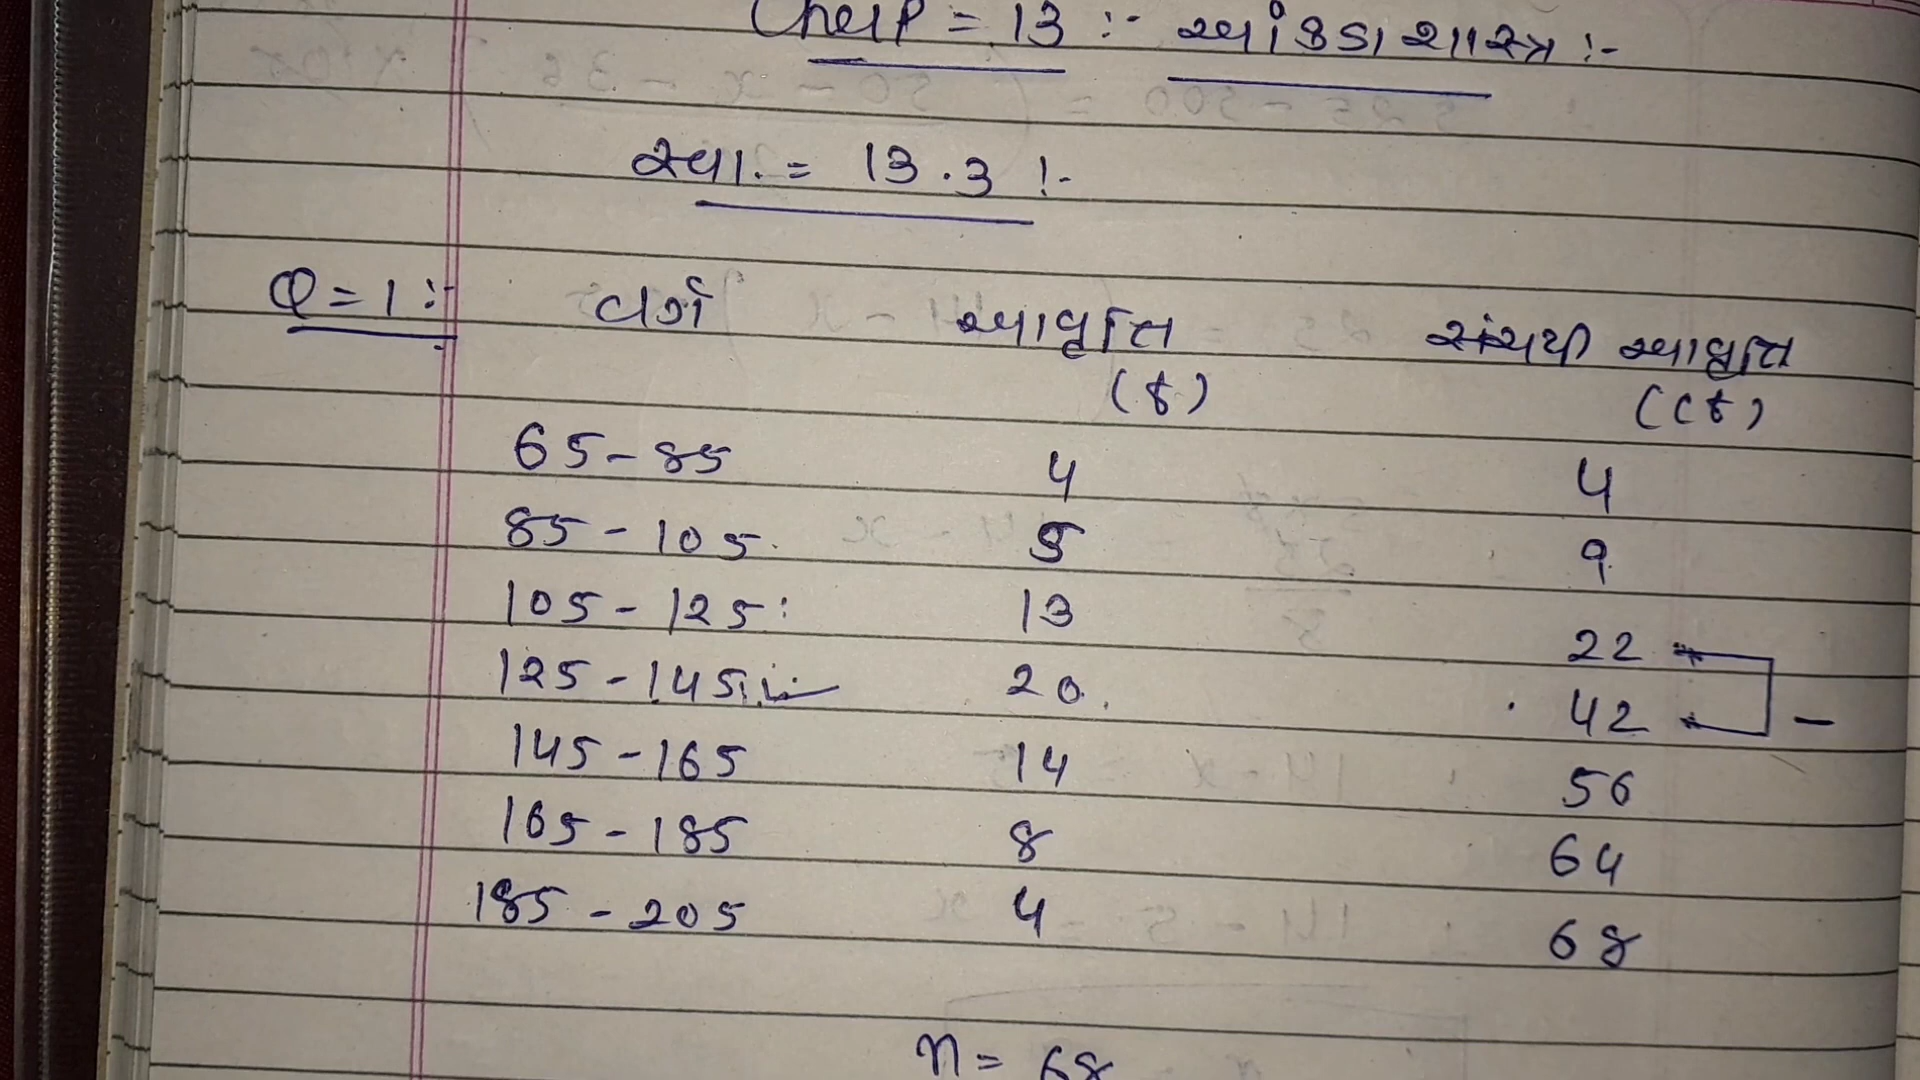 Chap = 13 :- આંકડાશાસ્ત્ર :-
સ્વા. = 13.3 :-
Q = 1 :- વર્ગ આવૃત્તિ સંચયી આવૃત્તિ
(f) (cf)
65 - 85 4 4
85 - 105 5 9
105 - 125 13 22
125 - 145 20 42
145 - 165 14 56
165 - 185 8 64
185 - 205 4 68
n = 68